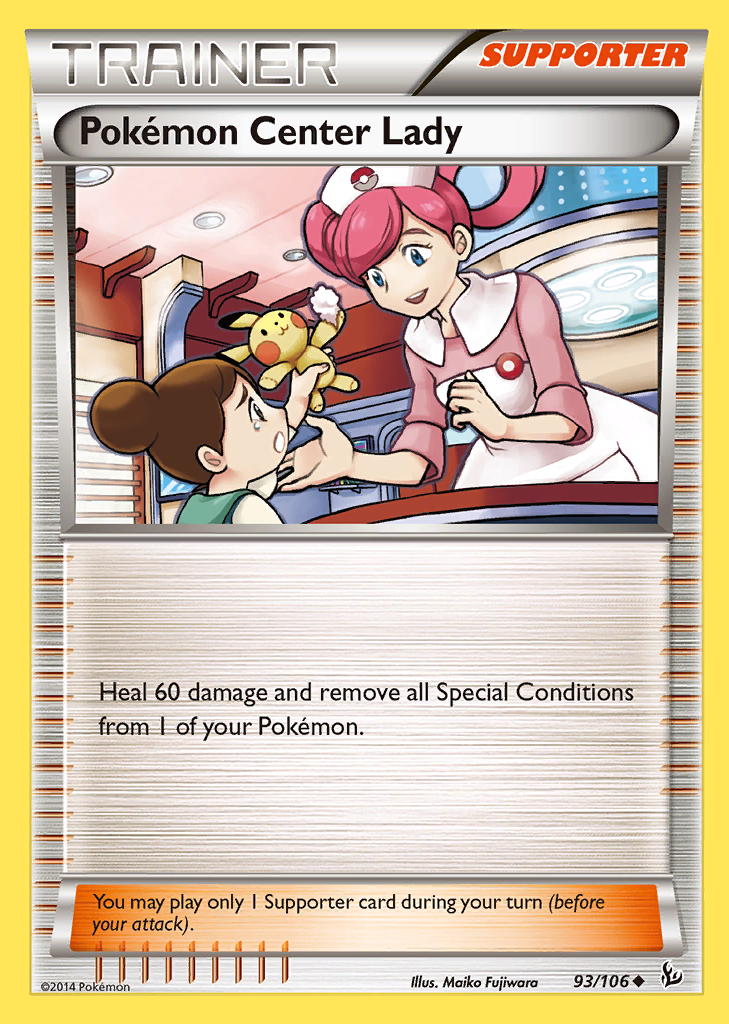 TRAINER
SUPPORTER
Pokémon Center Lady
Heal 60 damage and remove all Special Conditions
from 1 of your Pokémon.
You may play only 1 Supporter card during your turn (before
your attack).
©2014 Pokémon
Illus. Maiko Fujiwara
93/106